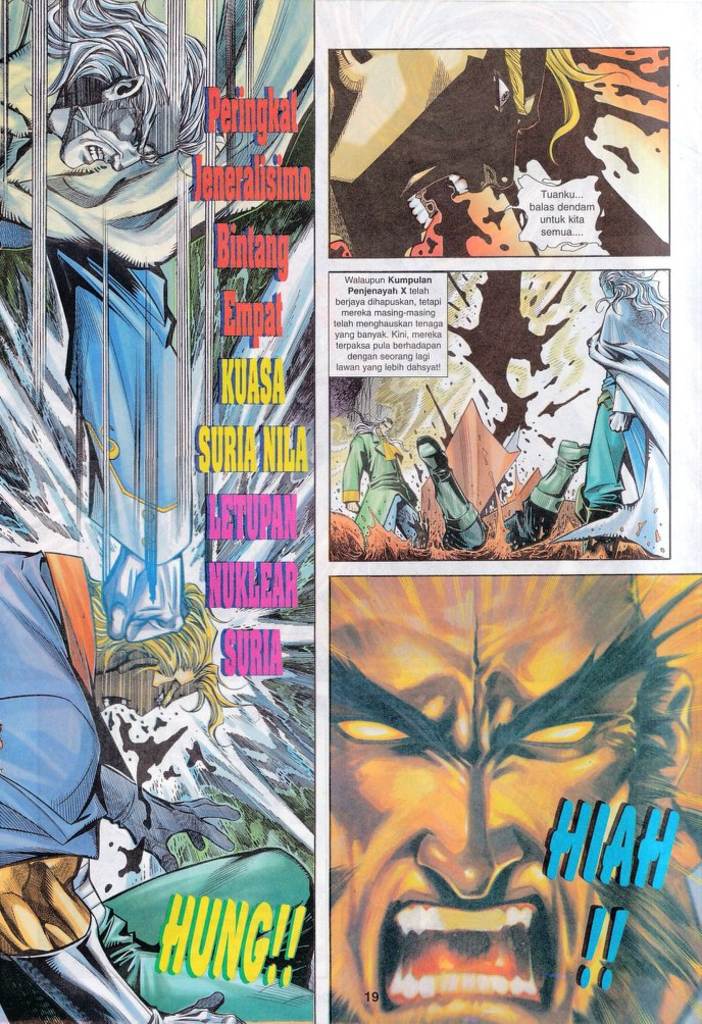 Peringkat
Jeneralisimo
Bintang
Empat
KUASA
SURIA NILA
LETUPAN
NUKLEAR
SURIA
HUNG!!
Tuanku...
balas dendam
untuk kita
semua....
Walaupun Kumpulan
Penjenayah X telah
berjaya dihapuskan, tetapi
mereka masing-masing
telah menghauskan tenaga
yang banyak. Kini, mereka
terpaksa pula berhadapan
dengan seorang lagi
lawan yang lebih dahsyat!
HIAH
!!
19